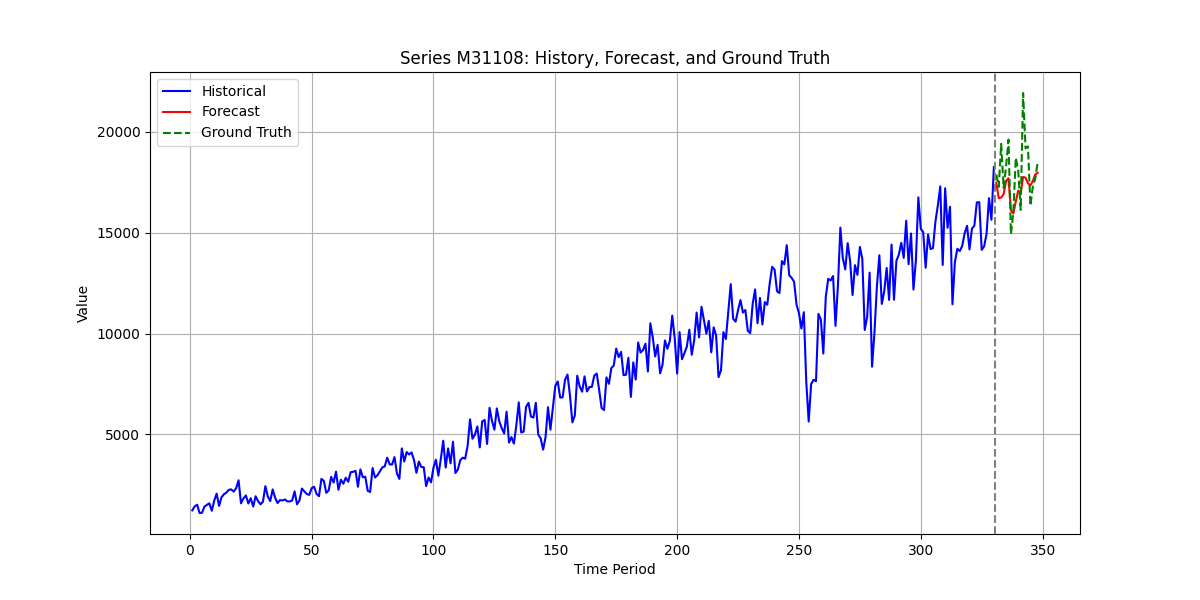 Series M31108: History, Forecast, and Ground Truth
Historical
Forecast
Ground Truth
Value
20000
15000
10000
5000
0 50 100 150 200 250 300 350
Time Period